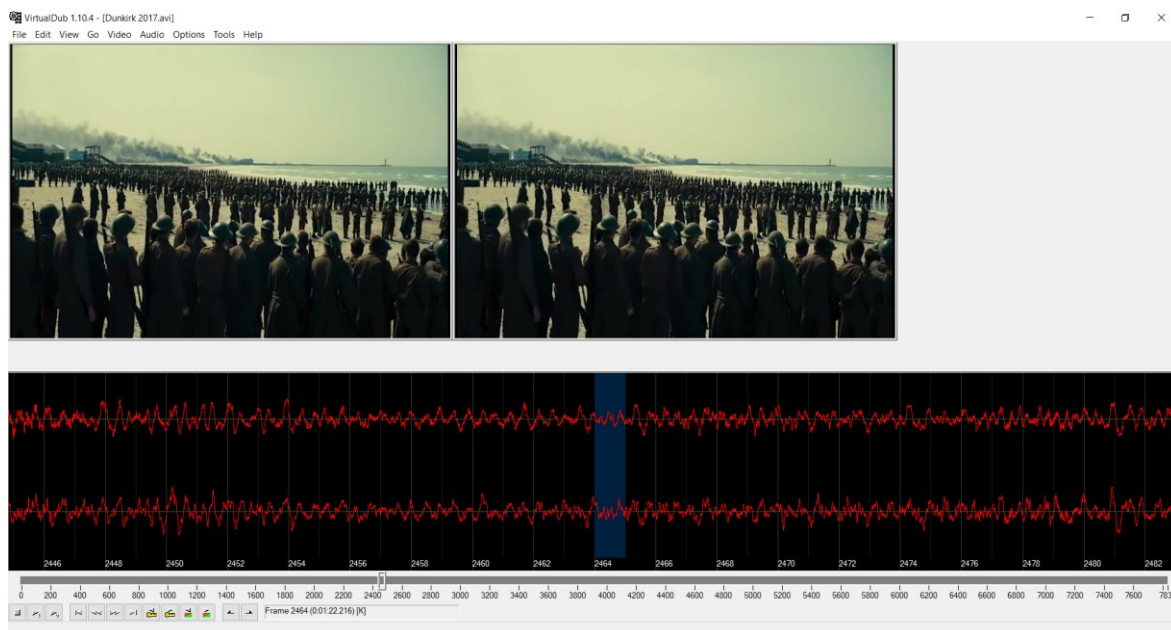 VirtualDub 1.10.4 - [Dunkirk 2017.avi]
File Edit View Go Video Audio Options Tools Help
2446 2448 2450 2452 2454 2456 2458 2460 2462 2464 2466 2468 2470 2472 2474 2476 2478 2480 2482
0 200 400 600 800 1000 1200 1400 1600 1800 2000 2200 2400 2600 2800 3000 3200 3400 3600 3800 4000 4200 4400 4600 4800 5000 5200 5400 5600 5800 6000 6200 6400 6600 6800 7000 7200 7400 7600 783
Frame 2464 (0:01:22.216) [K]